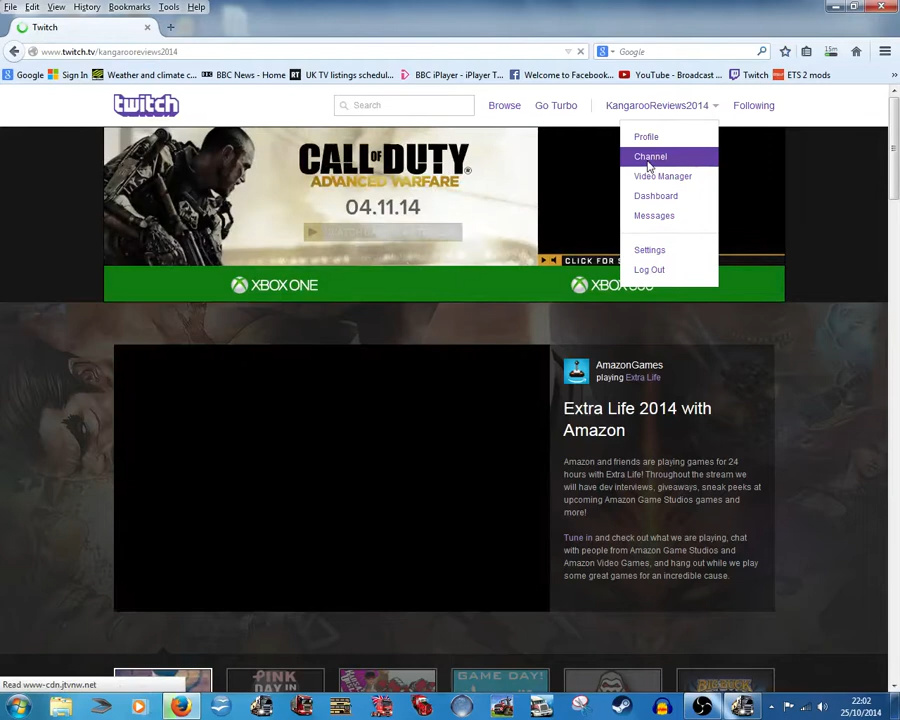 File Edit View History Bookmarks Tools Help
Twitch
www.twitch.tv/kangarooreviews2014
Google
Google Sign In Weather and climate c... BBC News - Home UK TV listings schedul... BBC iPlayer - iPlayer T... Welcome to Facebook... YouTube - Broadcast ... Twitch ETS 2 mods
twitch Search Browse Go Turbo KangarooReviews2014 Following
Profile
Channel
Video Manager
Dashboard
Messages
Settings
Log Out
CALL OF DUTY
ADVANCED WARFARE
04.11.14
CLICK FOR S
XBOX ONE
AmazonGames
playing Extra Life
Extra Life 2014 with
Amazon
Amazon and friends are playing games for 24
hours with Extra Life! Throughout the stream we
will have dev interviews, giveaways, sneak peeks at
upcoming Amazon Game Studios games and
more!
Tune in and check out what we are playing, chat
with people from Amazon Game Studios and
Amazon Video Games, and hang out while we play
some great games for an incredible cause.
PINK
DAY IN
GAME DAY!
Read www-cdn.jtvnw.net
22:02
25/10/2014